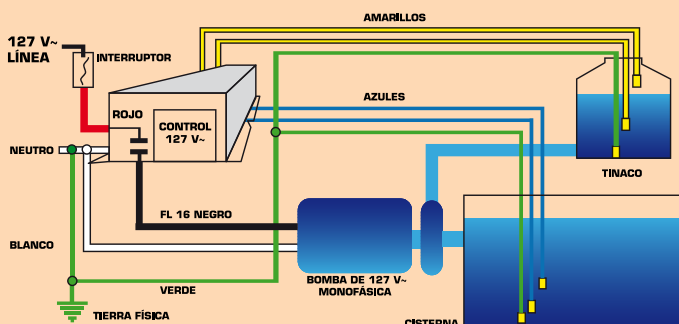 AMARILLOS
127 V~
LÍNEA
INTERRUPTOR
ROJO
CONTROL
127 V~
AZULES
NEUTRO
TINACO
FL 16 NEGRO
BLANCO
VERDE
BOMBA DE 127 V~
MONOFÁSICA
TIERRA FÍSICA
CISTERNA